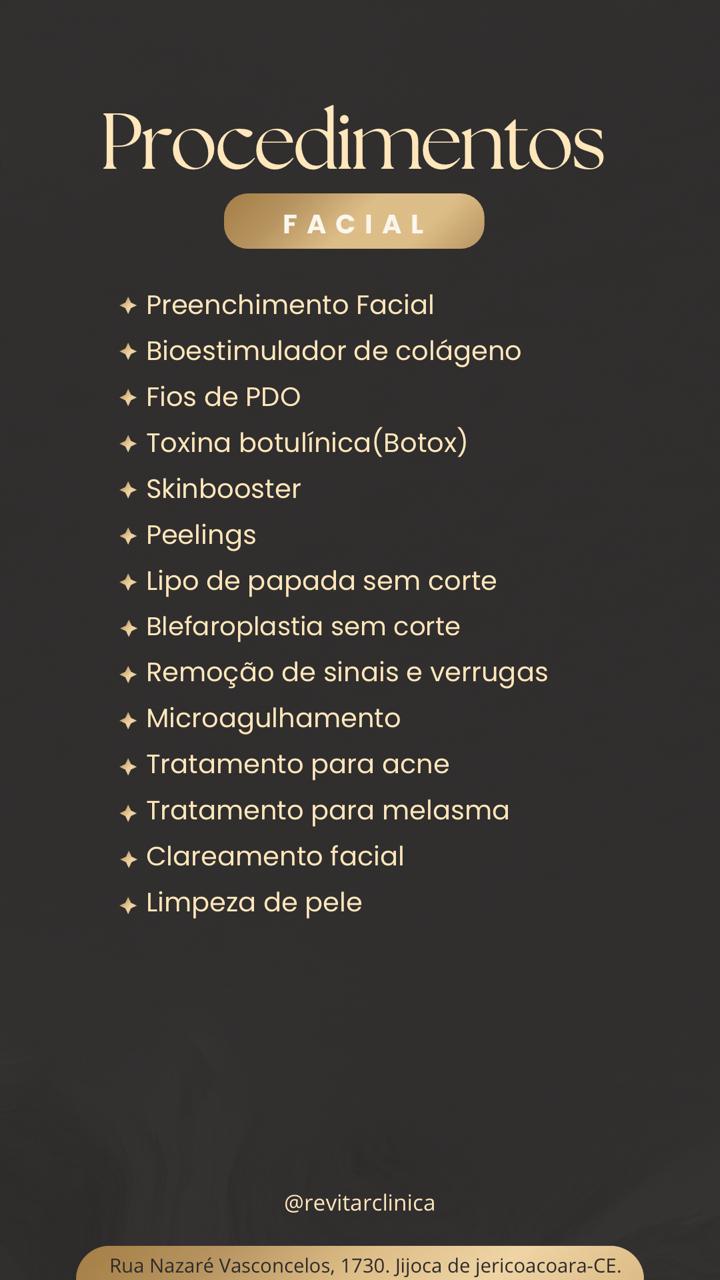 Procedimentos
FACIAL
Preenchimento Facial
Bioestimulador de colágeno
Fios de PDO
Toxina botulínica(Botox)
Skinbooster
Peelings
Lipo de papada sem corte
Blefaroplastia sem corte
Remoção de sinais e verrugas
Microagulhamento
Tratamento para acne
Tratamento para melasma
Clareamento facial
Limpeza de pele
@revitarclinica
Rua Nazaré Vasconcelos, 1730. Jijoca de jericoacoara-CE.